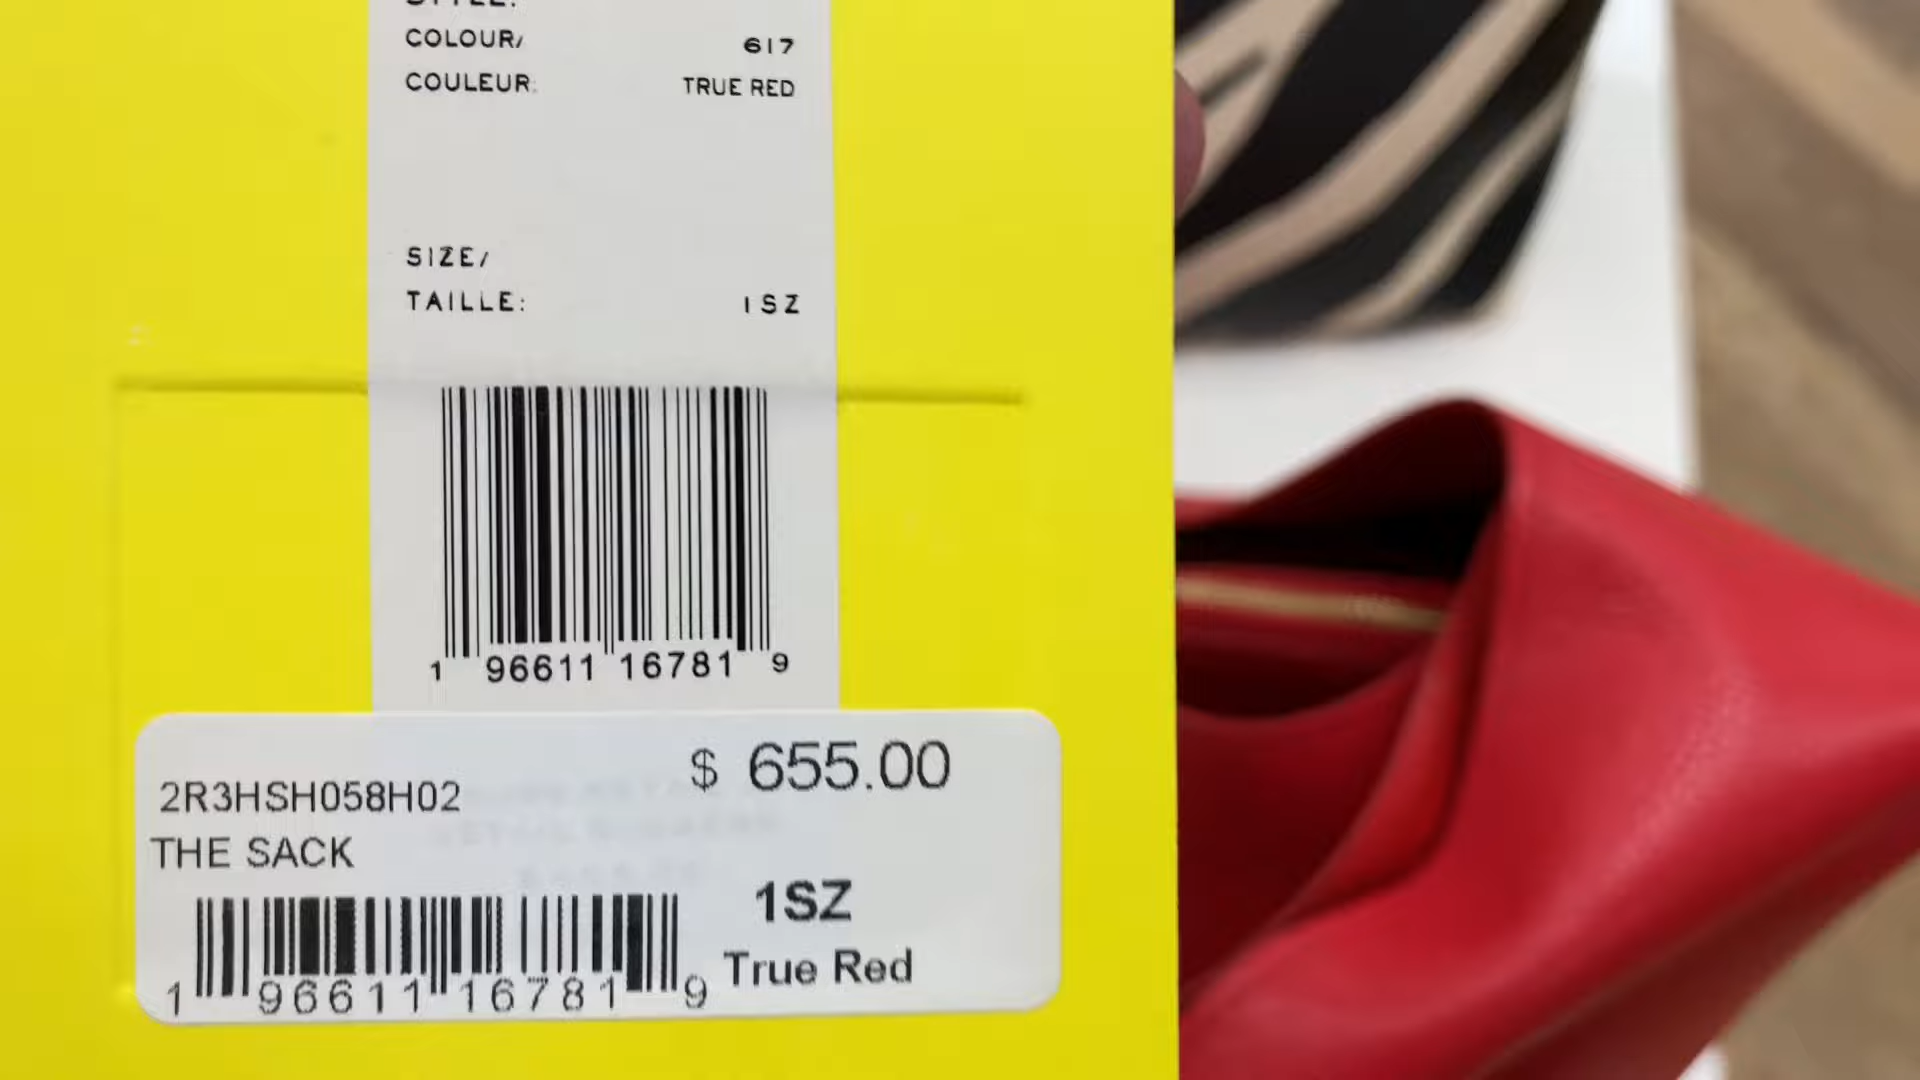 STYLE:
COLOUR/ 617
COULEUR: TRUE RED
SIZE/
TAILLE: 1SZ
1 96611 16781 9
$ 655.00
2R3HSH058H02
THE SACK
1SZ
True Red
1 96611 16781 9